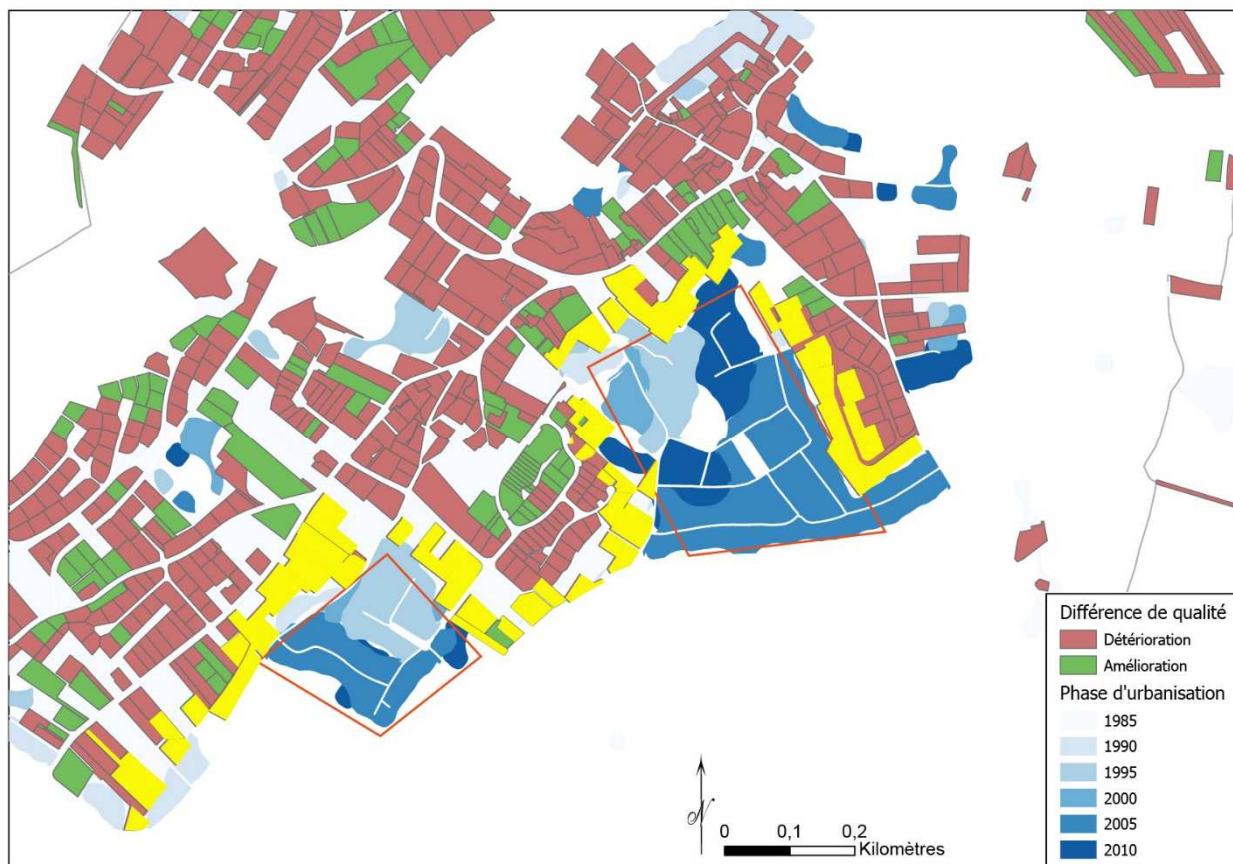 Différence de qualité
Détérioration
Amélioration
Phase d'urbanisation
1985
1990
1995
2000
2005
2010
N
0 0,1 0,2
Kilomètres